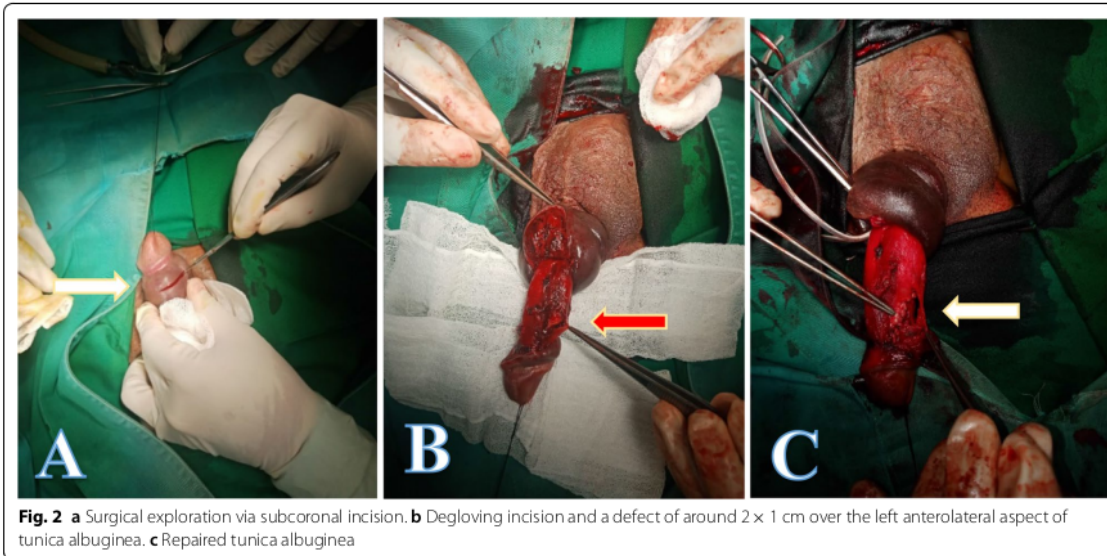 A
B
C
Fig. 2 a Surgical exploration via subcoronal incision. b Degloving incision and a defect of around 2 × 1 cm over the left anterolateral aspect of
tunica albuginea. c Repaired tunica albuginea